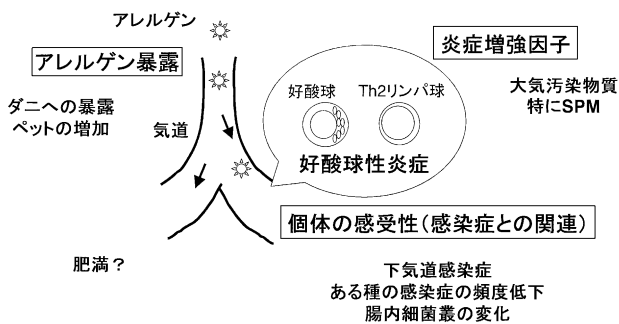 アレルゲン
アレルゲン暴露
ダニへの暴露
ペットの増加
気道
好酸球
Th2リンパ球
好酸球性炎症
炎症増強因子
大気汚染物質
特にSPM
個体の感受性(感染症との関連)
肥満?
下気道感染症
ある種の感染症の頻度低下
腸内細菌叢の変化